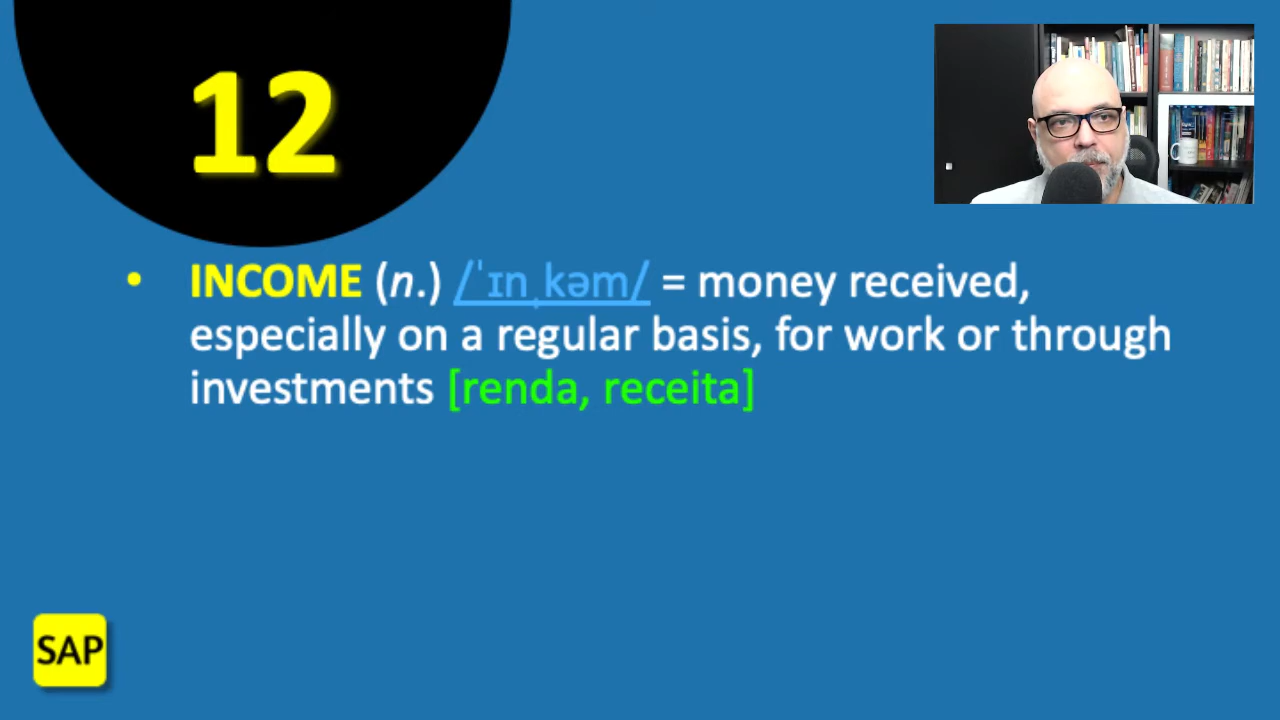 12
• INCOME (n.) /ˈɪnˌkəm/ = money received,
especially on a regular basis, for work or through
investments [renda, receita]
SAP